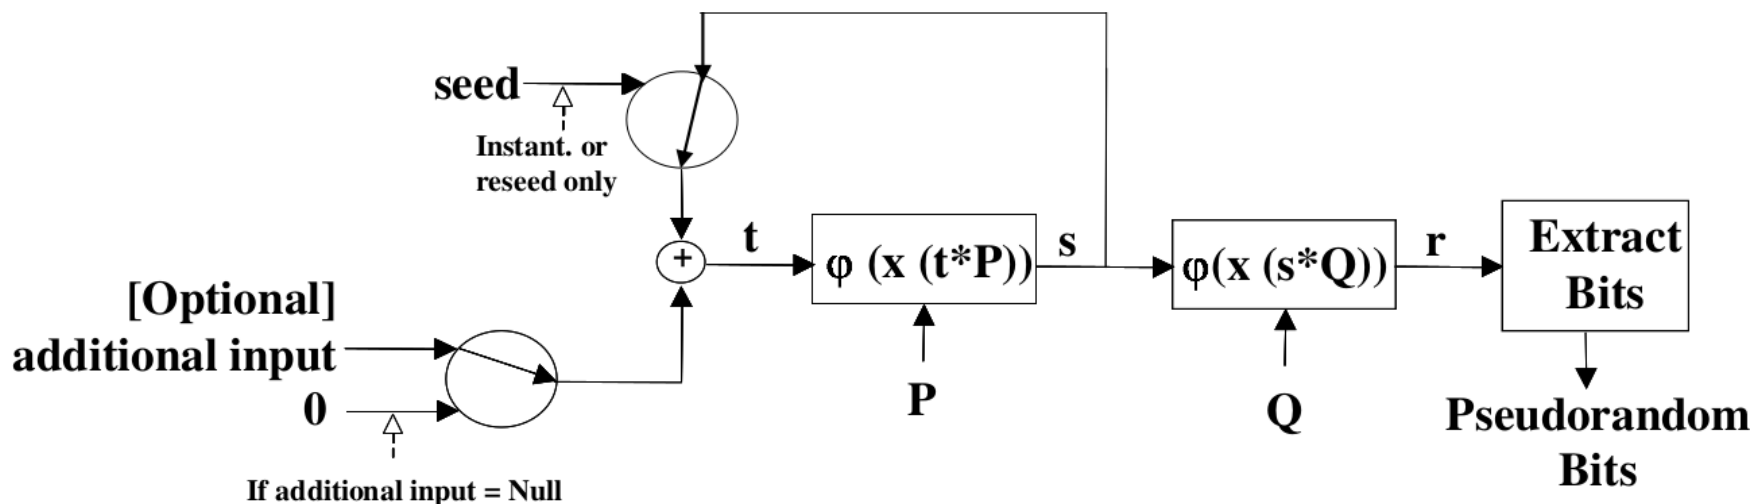 seed
Instant. or
reseed only
[Optional]
additional input
0
If additional input = Null
+
t
φ (x (t*P))
s
P
φ(x (s*Q))
r
Q
Extract
Bits
Pseudorandom
Bits